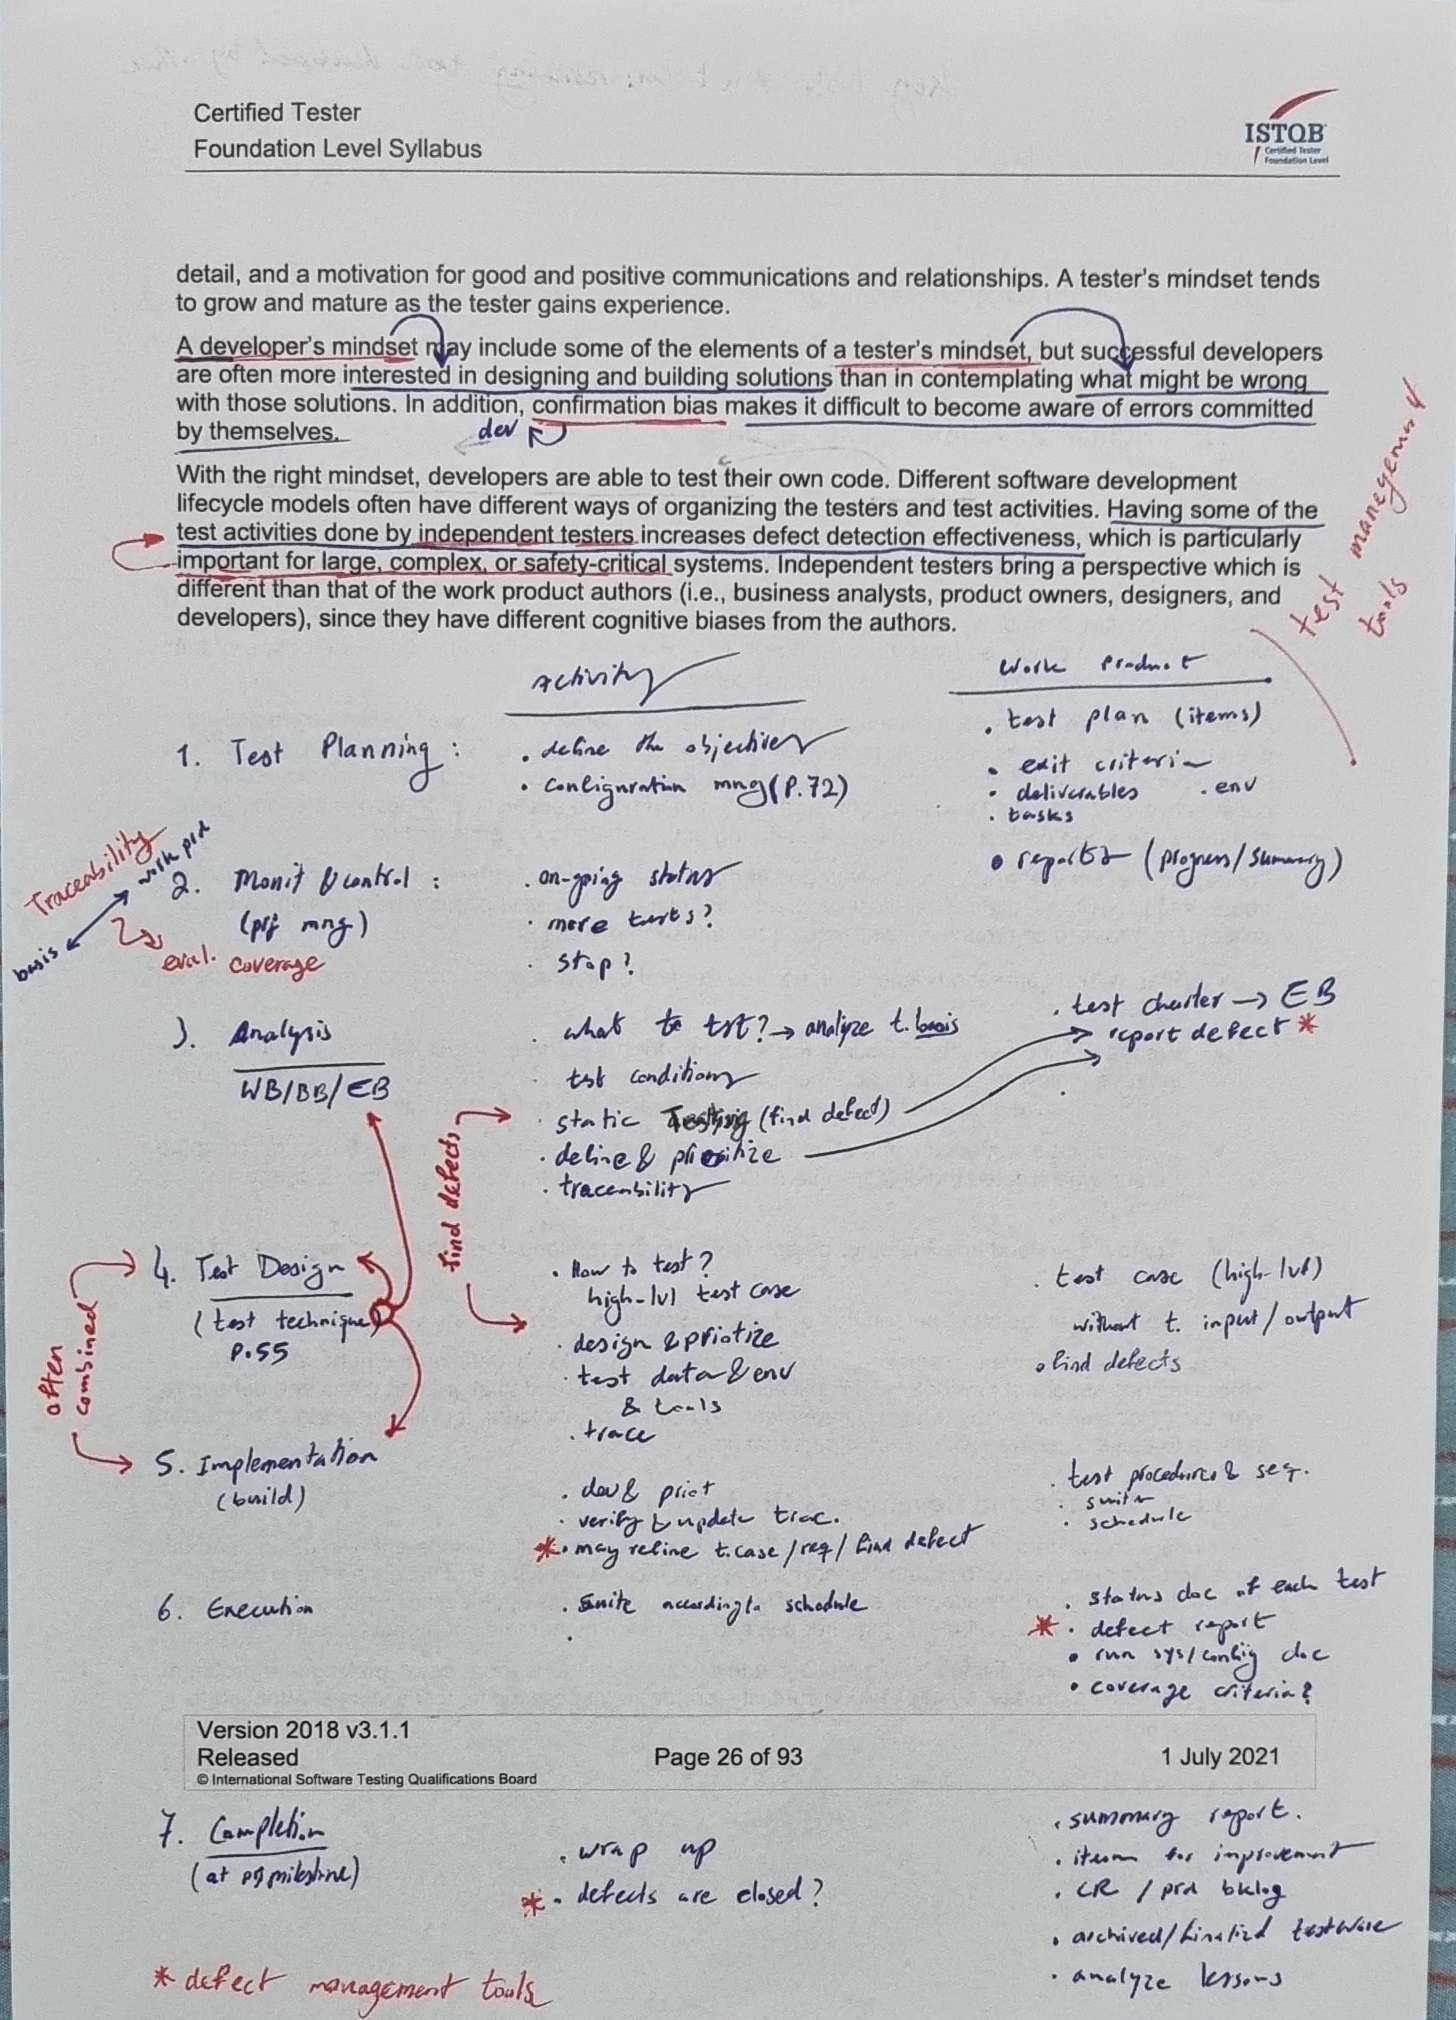 Certified Tester
Foundation Level Syllabus
ISTQB
Certified Tester
Foundation Level
detail, and a motivation for good and positive communications and relationships. A tester's mindset tends
to grow and mature as the tester gains experience.
A developer's mindset may include some of the elements of a tester's mindset, but successful developers
are often more interested in designing and building solutions than in contemplating what might be wrong
with those solutions. In addition, confirmation bias makes it difficult to become aware of errors committed
by themselves.
dev
With the right mindset, developers are able to test their own code. Different software development
lifecycle models often have different ways of organizing the testers and test activities. Having some of the
test activities done by independent testers increases defect detection effectiveness, which is particularly
important for large, complex, or safety-critical systems. Independent testers bring a perspective which is
different than that of the work product authors (i.e., business analysts, product owners, designers, and
developers), since they have different cognitive biases from the authors.
test management
tools
Activity
Work Product
1. Test Planning :
. define the objectives
. configuration mng (P.72)
. test plan (items)
. exit criteria
. deliverables . env
. tasks
Traceability
work prd
basis
eval. coverage
2. Monit & control :
(prj mng)
. on-going status
. more tests?
. stop?
. reports (progress/summary)
3. Analysis
WB/BB/EB
. what to tst? → analyze t. basis
. test conditions
. static Testing (find defect)
. define & prioritize
. traceability
. test charter → EB
report defect *
find defects
often
combined
4. Test Design
(test technique)
P.55
. How to test?
high-lvl test case
. design & priotize
. test data & env
& tools
. trace
. test case (high-lvl)
without t. input/output
. find defects
5. Implementation
(build)
. dev & priot
. verify & update trac.
* . may refine t.case/req/find defect
. test procedures & seq.
. suite
. schedule
6. Execution
. suite according to schedule
. status doc of each test
* . defect report
. run sys/config doc
. coverage criteria?
Version 2018 v3.1.1
Released
© International Software Testing Qualifications Board
Page 26 of 93
1 July 2021
7. Completion
(at prj milestone)
. wrap up
* . defects are closed?
. summary report.
. items for improvement
. CR / prd bklog
. archived/finalized testware
. analyze lessons
* defect management tools